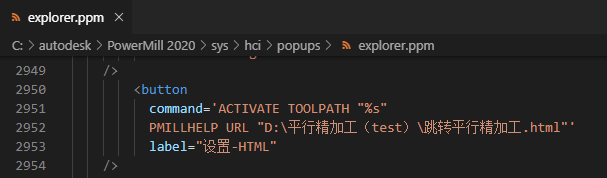 explorer.ppm ×
C: > autodesk > PowerMill 2020 > sys > hci > popups > explorer.ppm
2949 />
2950 <button
2951 command='ACTIVATE TOOLPATH "%s"
2952 PMILLHELP URL "D:\平行精加工（test）\跳转平行精加工.html"'
2953 label="设置-HTML"
2954 />